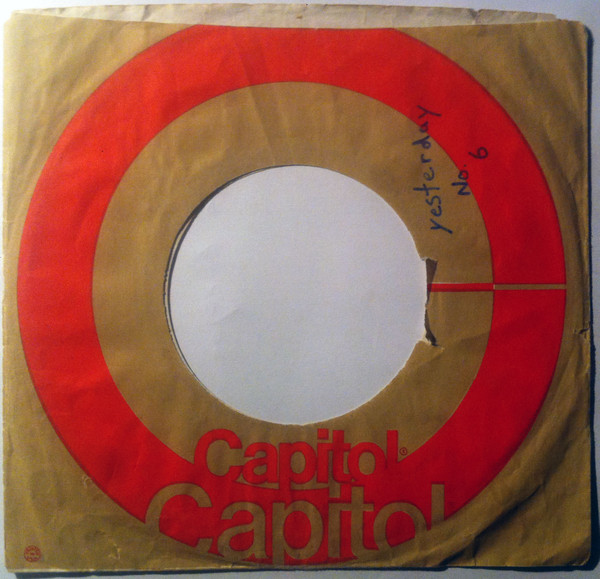 yesterday
No. 6
Capitol®
Capitol